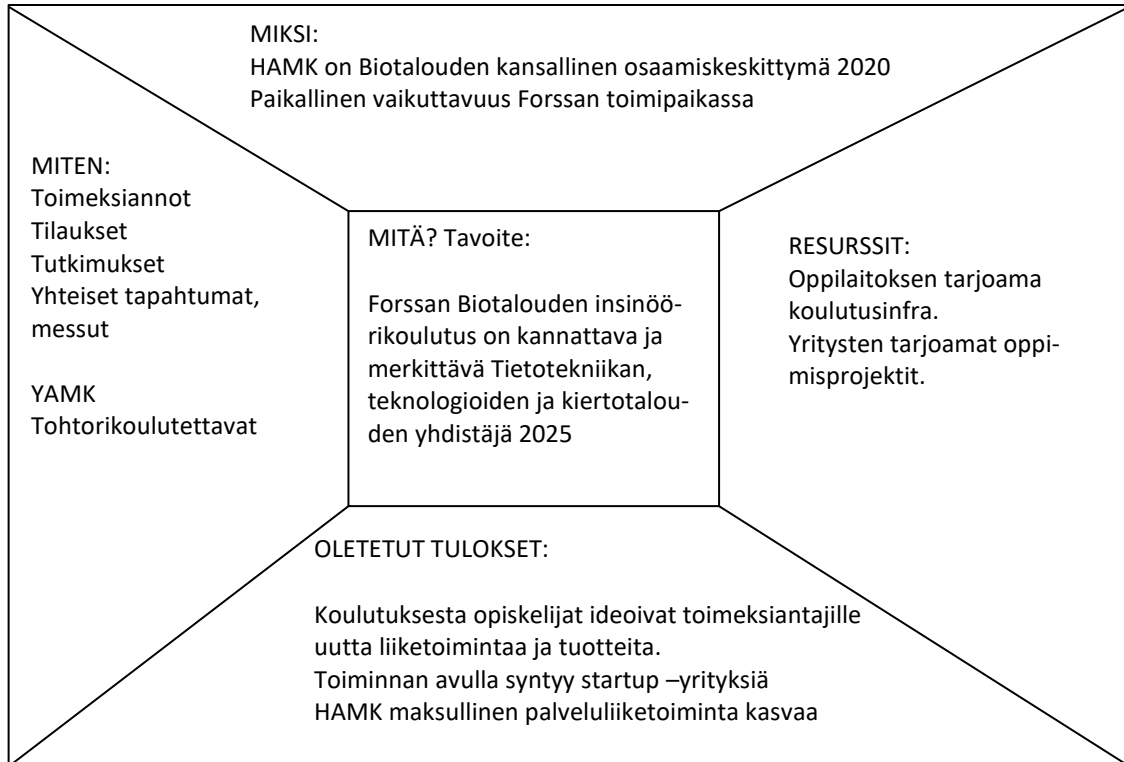 MIKSI:
HAMK on Biotalouden kansallinen osaamiskeskittymä 2020
Paikallinen vaikuttavuus Forssan toimipaikassa
MITEN:
Toimeksiannot
Tilaukset
Tutkimukset
Yhteiset tapahtumat,
messut
YAMK
Tohtorikoulutettavat
MITÄ? Tavoite:
Forssan Biotalouden insinöö-
rikoulutus on kannattava ja
merkittävä Tietotekniikan,
teknologioiden ja kiertotalou-
den yhdistäjä 2025
RESURSSIT:
Oppilaitoksen tarjoama
koulutusinfra.
Yritysten tarjoamat oppi-
misprojektit.
OLETETUT TULOKSET:
Koulutuksesta opiskelijat ideoivat toimeksiantajille
uutta liiketoimintaa ja tuotteita.
Toiminnan avulla syntyy startup –yrityksiä
HAMK maksullinen palveluliiketoiminta kasvaa